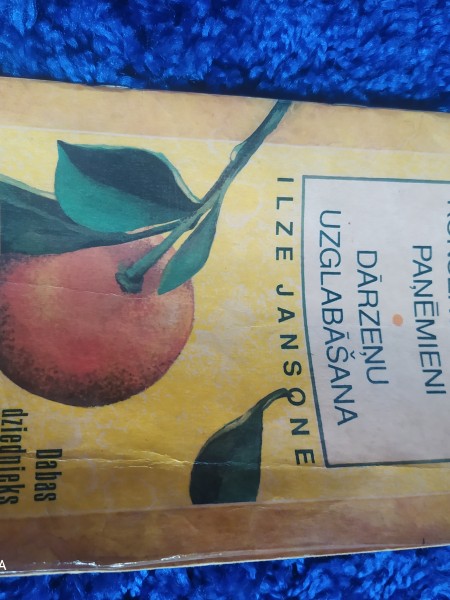 PAŅĒMIENI
DĀRZEŅU
UZGLABĀŠANA
ILZE JANSONE
Dabas
dziednieks